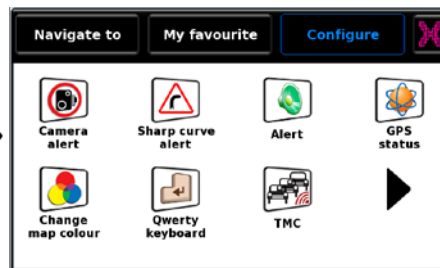 Navigate to
My favourite
Configure
Camera
alert
Sharp curve
alert
Alert
GPS
status
Change
map colour
Qwerty
keyboard
TMC